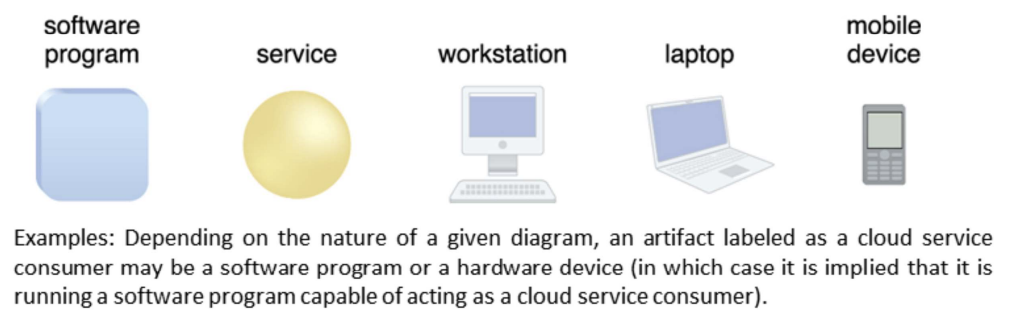 software program
service
workstation
laptop
mobile device
Examples: Depending on the nature of a given diagram, an artifact labeled as a cloud service
consumer may be a software program or a hardware device (in which case it is implied that it is
running a software program capable of acting as a cloud service consumer).